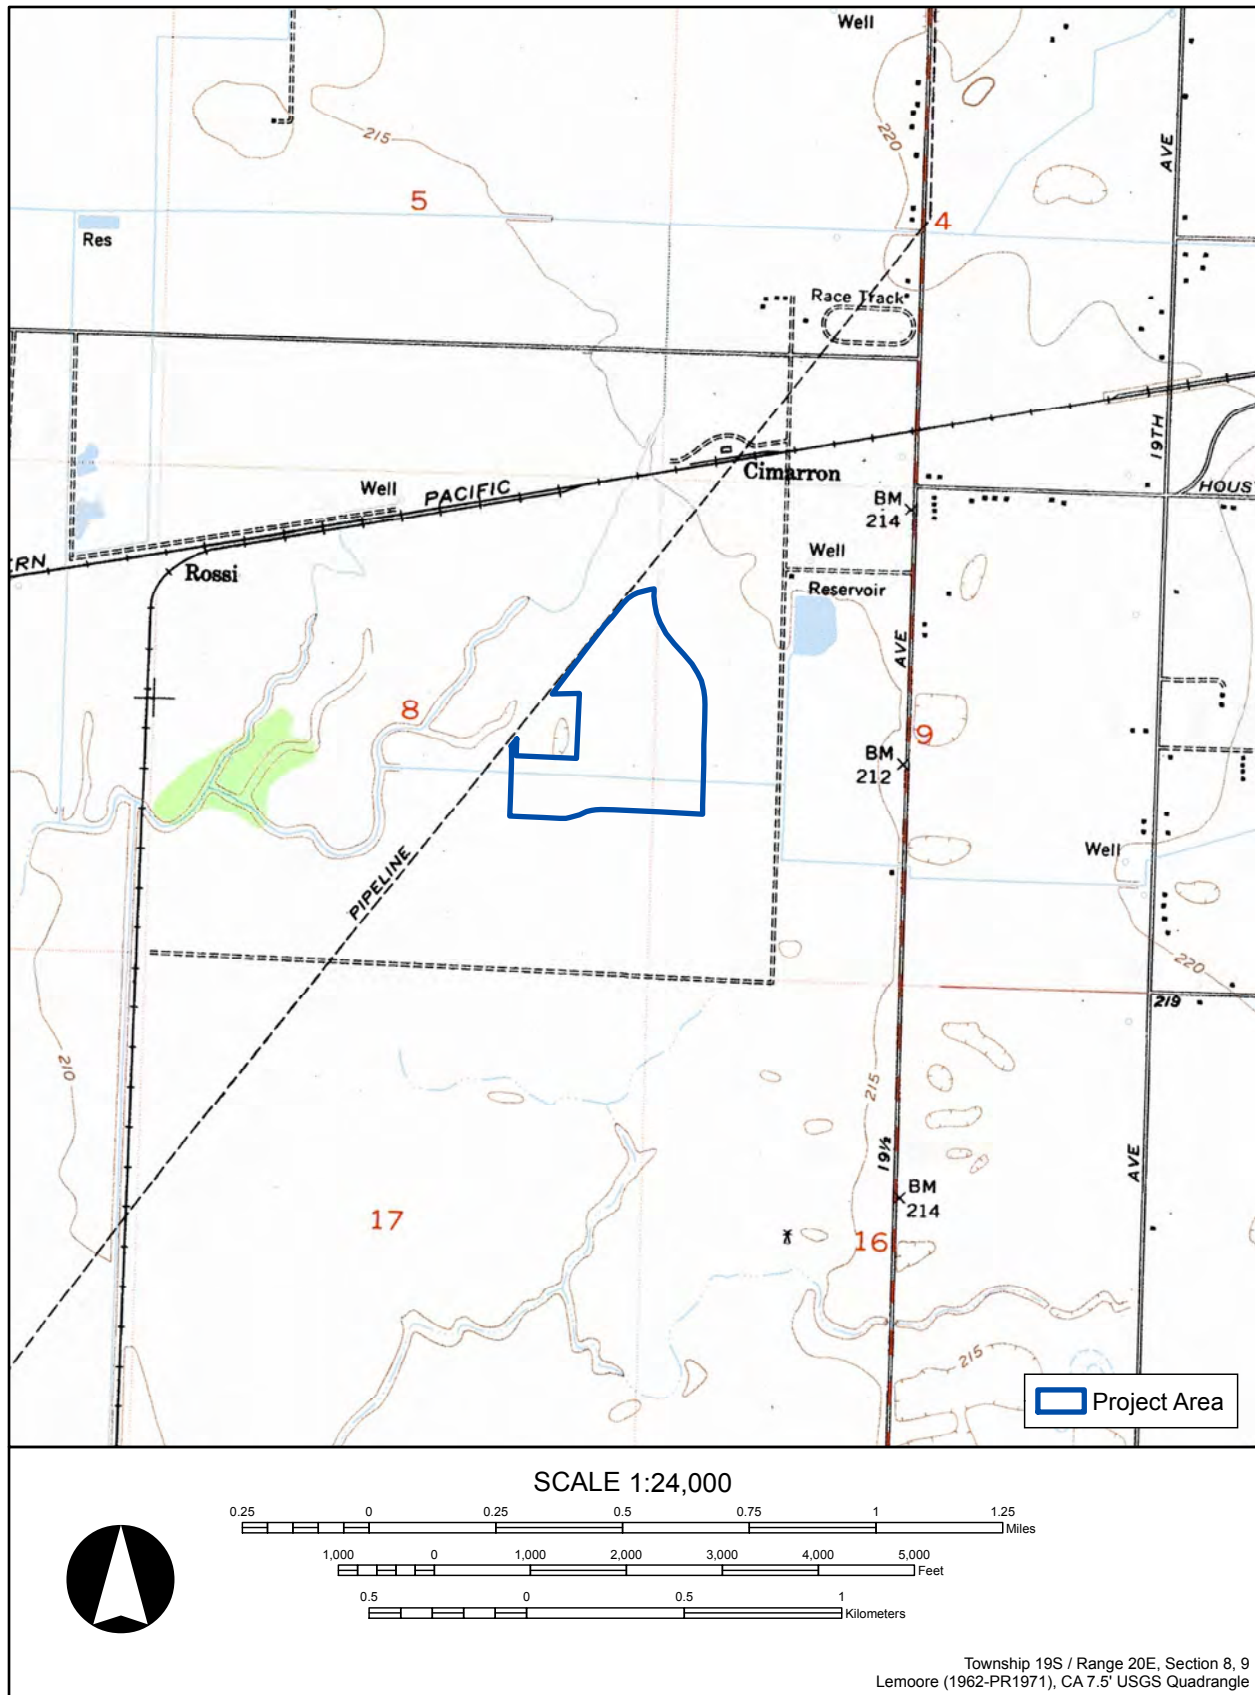 Well
215
220
AVE
5
4
Res
Race Track
19TH
Cimarron
Well
PACIFIC
HOUS
BM
214
RN
Rossi
Well
Reservoir
AVE
8
9
BM
212
Well
PIPELINE
220
219
210
215
19½
AVE
BM
214
17
16
215
Project Area
SCALE 1:24,000
0.25 0 0.25 0.5 0.75 1 1.25
Miles
1,000 0 1,000 2,000 3,000 4,000 5,000
Feet
0.5 0 0.5 1
Kilometers
Township 19S / Range 20E, Section 8, 9
Lemoore (1962-PR1971), CA 7.5' USGS Quadrangle